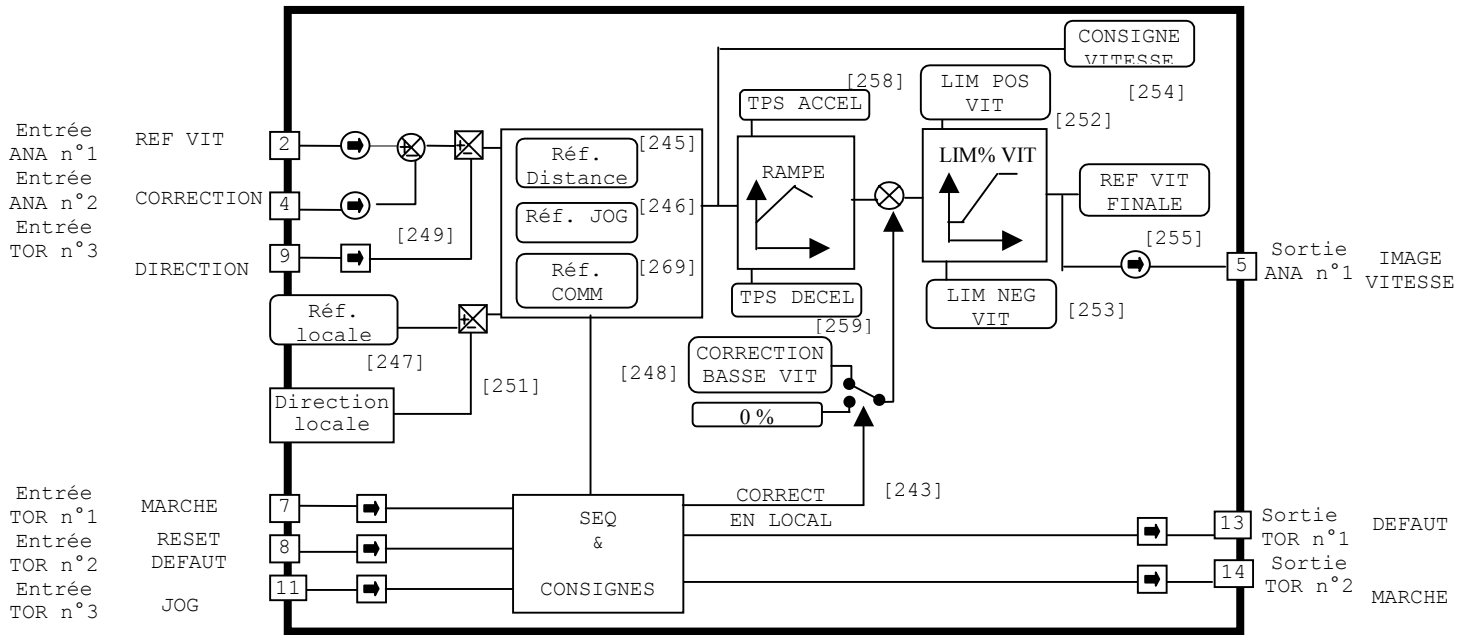 CONSIGNE
VITESSE
[254]
[258]
LIM POS
VIT
[252]
TPS ACCEL
Entrée
ANA n°1
REF VIT
2
Entrée
ANA n°2
CORRECTION
4
Entrée
TOR n°3
DIRECTION
9
[249]
+-
+-
Réf.
Distance
[245]
Réf. JOG
[246]
Réf.
COMM
[269]
RAMPE
LIM% VIT
REF VIT
FINALE
[255]
5
Sortie
ANA n°1
IMAGE
VITESSE
TPS DECEL
[259]
LIM NEG
VIT
[253]
Réf.
locale
[247]
+-
[251]
Direction
locale
[248]
CORRECTION
BASSE VIT
0 %
Entrée
TOR n°1
MARCHE
7
Entrée
TOR n°2
RESET
DEFAUT
8
Entrée
TOR n°3
JOG
11
SEQ
&
CONSIGNES
CORRECT
EN LOCAL
[243]
13
Sortie
TOR n°1
DEFAUT
14
Sortie
TOR n°2
MARCHE